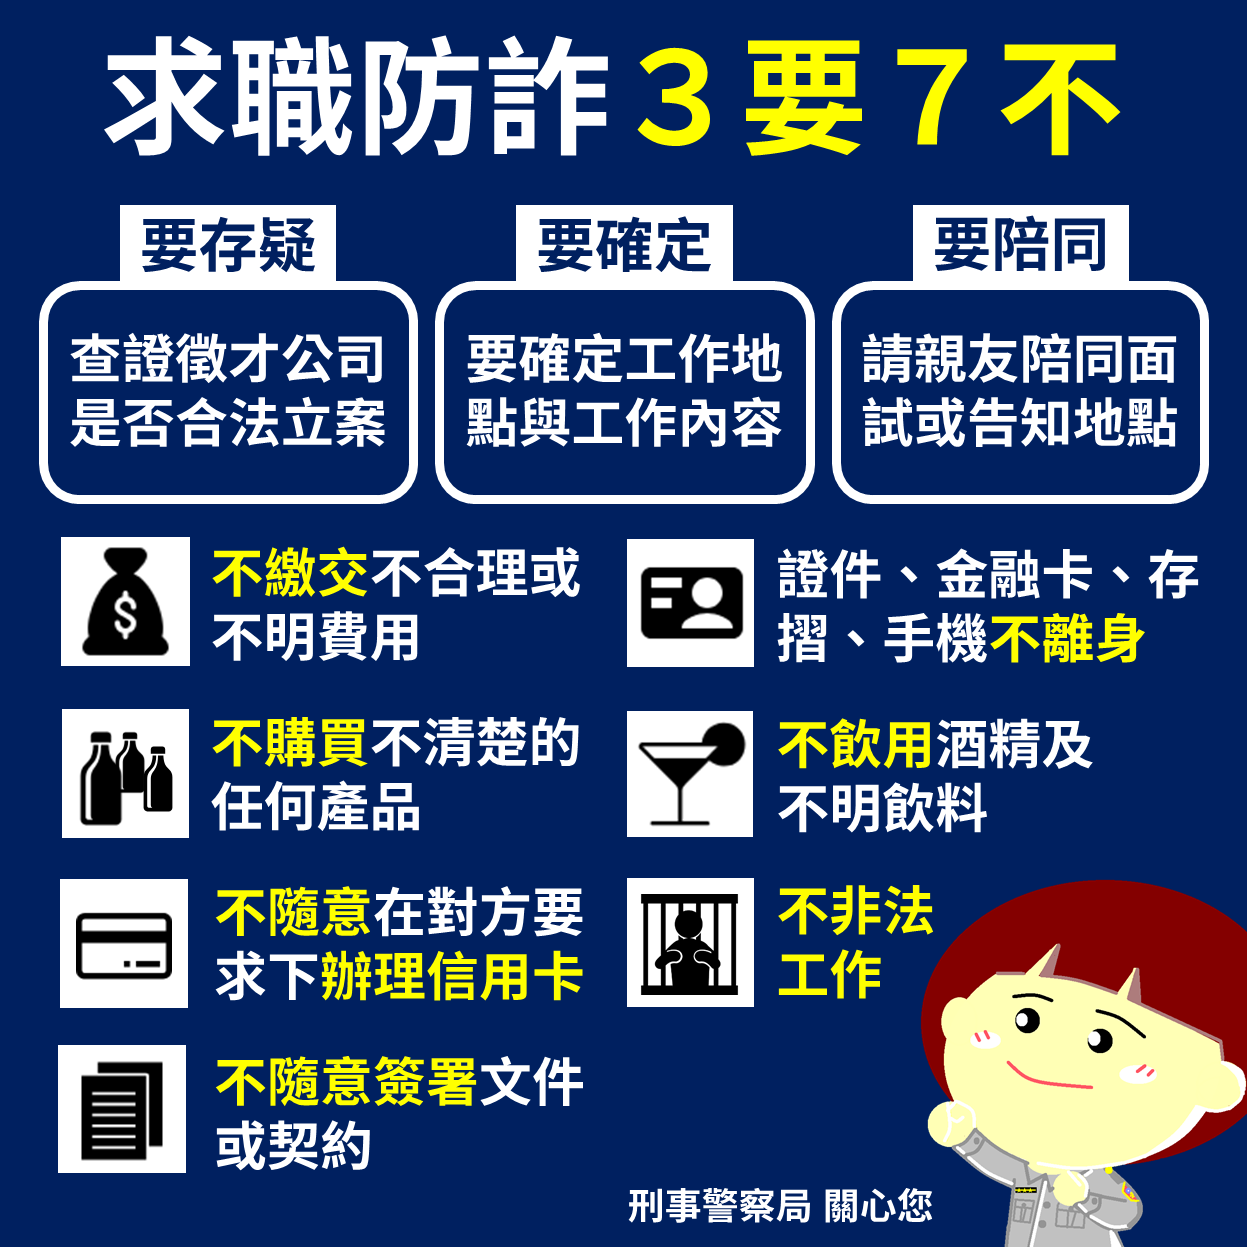 求職防詐3要7不
要存疑
查證徵才公司
是否合法立案
要確定
要確定工作地
點與工作內容
要陪同
請親友陪同面
試或告知地點
不繳交不合理或
不明費用
不購買不清楚的
任何產品
不隨意在對方要
求下辦理信用卡
不隨意簽署文件
或契約
證件、金融卡、存
摺、手機不離身
不飲用酒精及
不明飲料
不非法
工作
刑事警察局 關心您